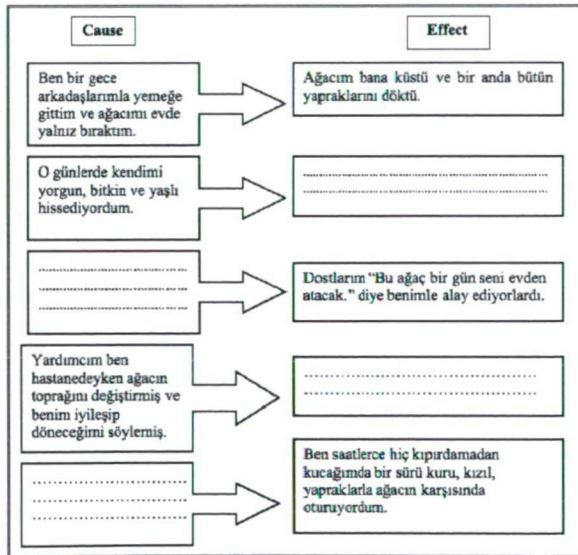 Cause
Effect
Ben bir gece
arkadaşlarımla yemeğe
gittim ve ağacımı evde
yalnız bıraktım.
Ağacım bana küstü ve bir anda bütün
yapraklarını döktü.
O günlerde kendimi
yorgun, bitkin ve yaşlı
hissediyordum.
Dostlarım “Bu ağaç bir gün seni evden
atacak.” diye benimle alay ediyorlardı.
Yardımcım ben
hastanedeyken ağacın
toprağını değiştirmiş ve
benim iyileşip
döneceğimi söylemiş.
Ben saatlerce hiç kıpırdamadan
kucağımda bir sürü kuru, kızıl,
yapraklarla ağacın karşısında
oturuyordum.